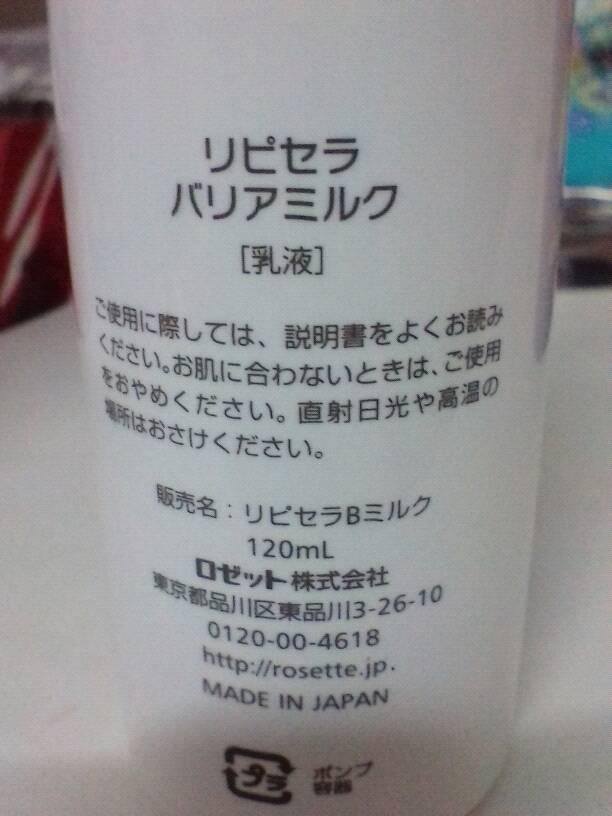 リピセラ
バリアミルク
[乳液]
ご使用に際しては、説明書をよくお読み
ください。お肌に合わないときは、ご使用
をおやめください。直射日光や高温の
場所はおさけください。
販売名：リピセラBミルク
120mL
ロゼット株式会社
東京都品川区東品川3-26-10
0120-00-4618
http://rosette.jp.
MADE IN JAPAN
プラ
ポンプ
容器